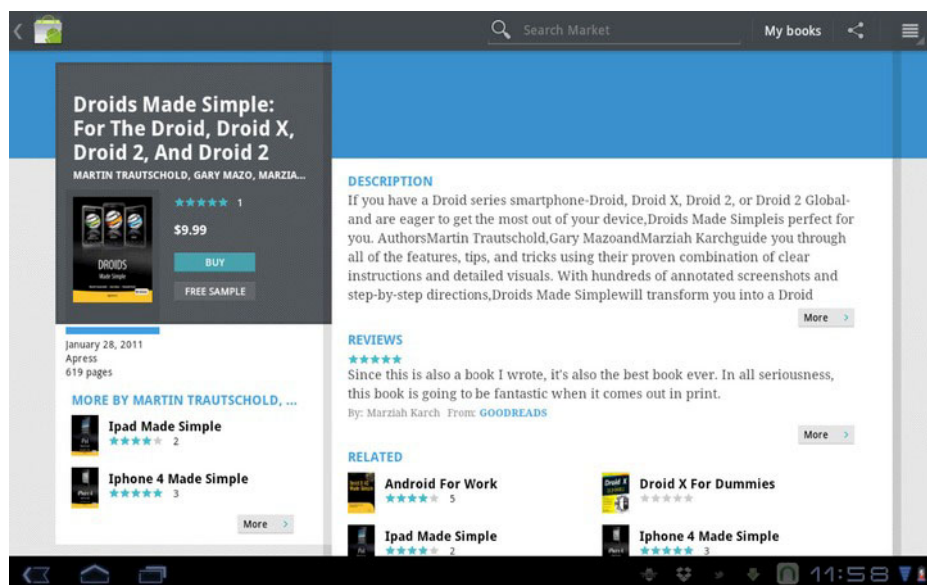 Search Market
My books
Droids Made Simple:
For The Droid, Droid X,
Droid 2, And Droid 2
MARTIN TRAUTSCHOLD, GARY MAZO, MARZIA...
1
$9.99
BUY
FREE SAMPLE
DROIDS
Made Simple
January 28, 2011
Apress
619 pages
MORE BY MARTIN TRAUTSCHOLD, ...
Ipad Made Simple
2
Iphone 4 Made Simple
3
More
DESCRIPTION
If you have a Droid series smartphone-Droid, Droid X, Droid 2, or Droid 2 Global-
and are eager to get the most out of your device,Droids Made Simpleis perfect for
you. AuthorsMartin Trautschold,Gary MazoandMarziah Karchguide you through
all of the features, tips, and tricks using their proven combination of clear
instructions and detailed visuals. With hundreds of annotated screenshots and
step-by-step directions,Droids Made Simplewill transform you into a Droid
More
REVIEWS
Since this is also a book I wrote, it's also the best book ever. In all seriousness,
this book is going to be fantastic when it comes out in print.
By: Marziah Karch From: GOODREADS
More
RELATED
Android For Work
5
Droid X For Dummies
Ipad Made Simple
2
Iphone 4 Made Simple
3
11:58